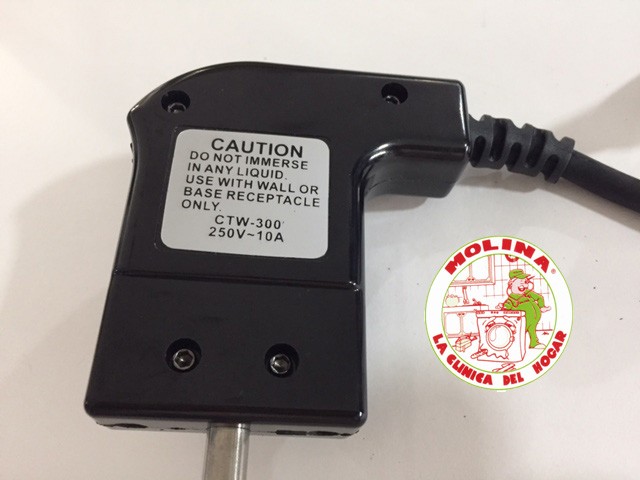 CAUTION
DO NOT IMMERSE
IN ANY LIQUID.
USE WITH WALL OR
BASE RECEPTACLE
ONLY.
CTW-300
250V~10A
MOLINA®
LA CLINICA DEL HOGAR